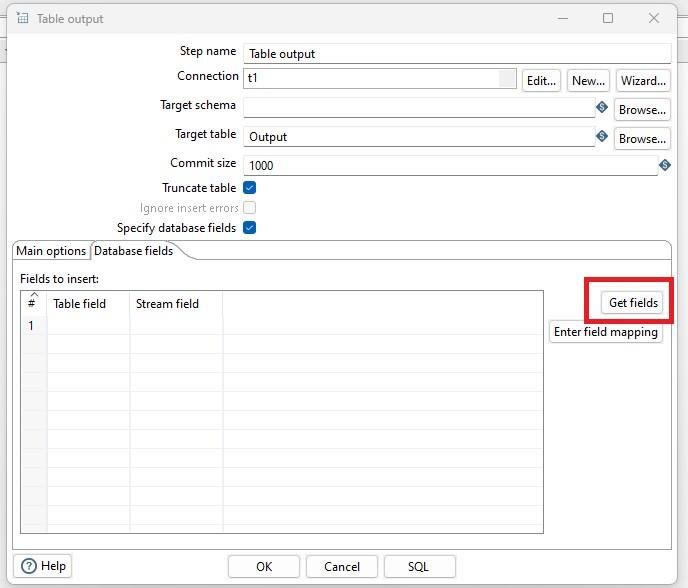 Table output
Step name Table output
Connection t1 Edit... New... Wizard...
Target schema Browse...
Target table Output Browse...
Commit size 1000
Truncate table
Ignore insert errors
Specify database fields
Main options Database fields
Fields to insert:
# Table field Stream field Get fields
1 Enter field mapping
Help OK Cancel SQL